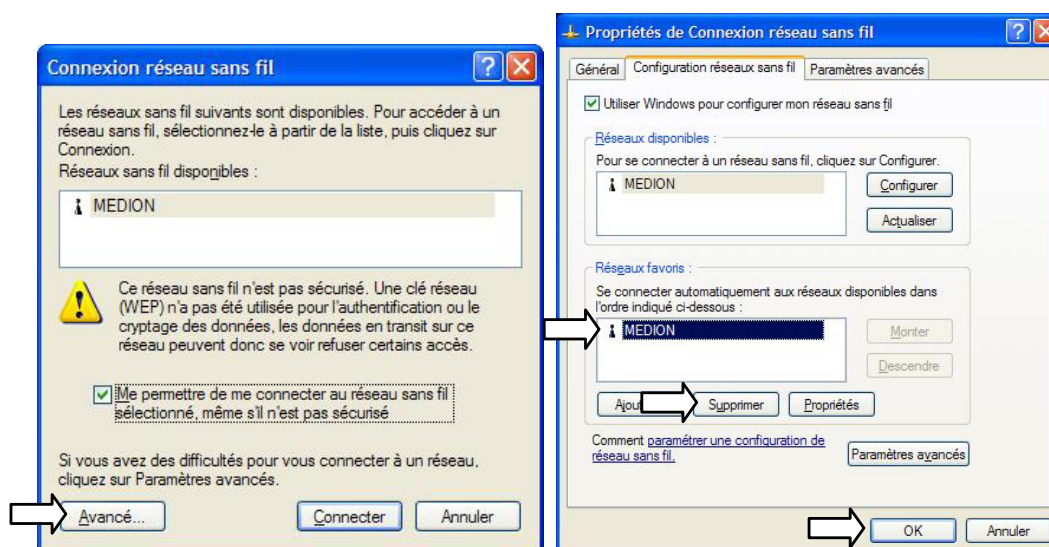 Connexion réseau sans fil
Les réseaux sans fil suivants sont disponibles. Pour accéder à un
réseau sans fil, sélectionnez-le à partir de la liste, puis cliquez sur
Connexion.
Réseaux sans fil disponibles :
MEDION
Ce réseau sans fil n'est pas sécurisé. Une clé réseau
(WEP) n'a pas été utilisée pour l'authentification ou le
cryptage des données, les données en transit sur ce
réseau peuvent donc se voir refuser certains accès.
Me permettre de me connecter au réseau sans fil
sélectionné, même s'il n'est pas sécurisé
Si vous avez des difficultés pour vous connecter à un réseau,
cliquez sur Paramètres avancés.
Avancé... Connecter Annuler
Propriétés de Connexion réseau sans fil
Général Configuration réseaux sans fil Paramètres avancés
Utiliser Windows pour configurer mon réseau sans fil
Réseaux disponibles :
Pour se connecter à un réseau sans fil, cliquez sur Configurer.
MEDION
Configurer
Actualiser
Réseaux favoris :
Se connecter automatiquement aux réseaux disponibles dans
l'ordre indiqué ci-dessous :
MEDION
Monter
Descendre
Supprimer Propriétés
Comment paramétrer une configuration de
réseau sans fil.
Paramètres avancés
OK Annuler